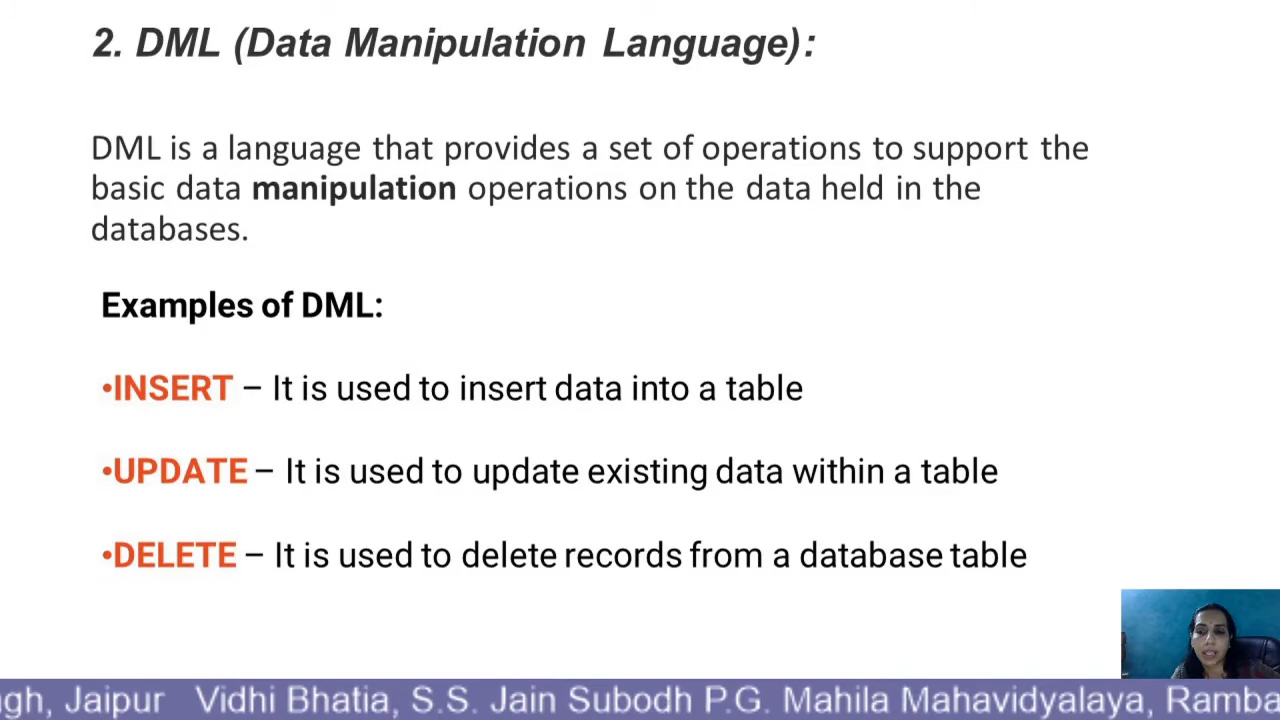 2. DML (Data Manipulation Language):
DML is a language that provides a set of operations to support the
basic data manipulation operations on the data held in the
databases.
Examples of DML:
•INSERT – It is used to insert data into a table
•UPDATE – It is used to update existing data within a table
•DELETE – It is used to delete records from a database table
Jaipur Vidhi Bhatia, S.S. Jain Subodh P.G. Mahila Mahavidyalaya,